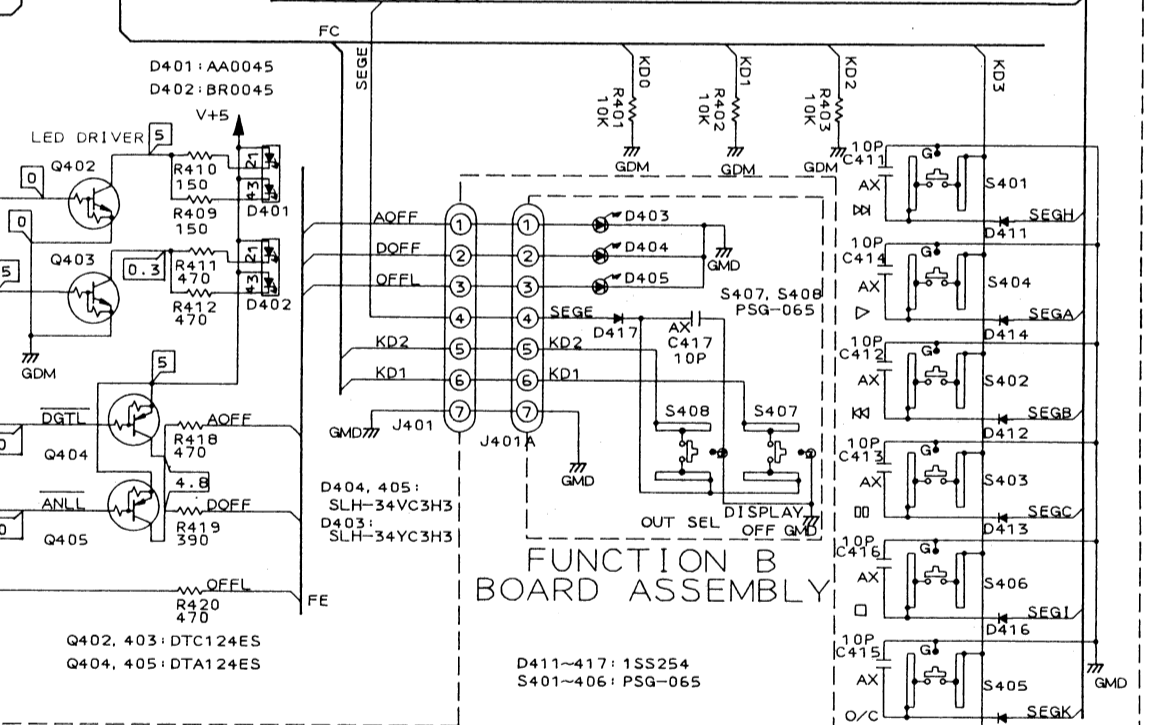 FC
SEGE
D401:AA0045
D402:BR0045
V+5
LED DRIVER
5
Q402
0
0
R410
150
R409
150
21
43
D401
Q403
5
0.3
R411
470
R412
470
21
43
D402
GDM
5
DGTL
Q404
0
R418
470
AOFF
4.8
ANLL
Q405
0
R419
390
DOFF
R420
470
OFFL
FE
Q402, 403:DTC124ES
Q404, 405:DTA124ES
KD0
R401
10K
GDM
KD1
R402
10K
GDM
KD2
R403
10K
GDM
KD3
AOFF
DOFF
OFFL
KD2
KD1
GMD
J401
1
2
3
4
5
6
7
1
2
3
4
5
6
7
J401A
D403
D404
D405
GMD
S407, S408
PSG-065
SEGE
D417
AX
C417
10P
KD2
KD1
GMD
S408
S407
OUT SEL
DISPLAY
OFF
GMD
D404, 405:
SLH-34VC3H3
D403:
SLH-34YC3H3
FUNCTION B
BOARD ASSEMBLY
D411~417:1SS254
S401~406:PSG-065
10P
C411
AX
G
S401
D411
SEGH
10P
C414
AX
G
S404
D414
SEGA
10P
C412
AX
G
S402
D412
SEGB
10P
C413
AX
G
S403
D413
SEGC
10P
C416
AX
G
S406
D416
SEGI
10P
C415
AX
G
S405
O/C
SEGK
GMD